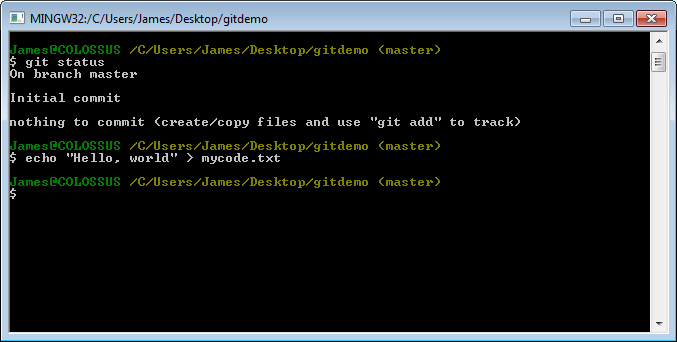 MINGW32:/C/Users/James/Desktop/gitdemo
James@COLOSSUS /C/Users/James/Desktop/gitdemo (master)
$ git status
On branch master
Initial commit
nothing to commit (create/copy files and use "git add" to track)
James@COLOSSUS /C/Users/James/Desktop/gitdemo (master)
$ echo "Hello, world" > mycode.txt
James@COLOSSUS /C/Users/James/Desktop/gitdemo (master)
$